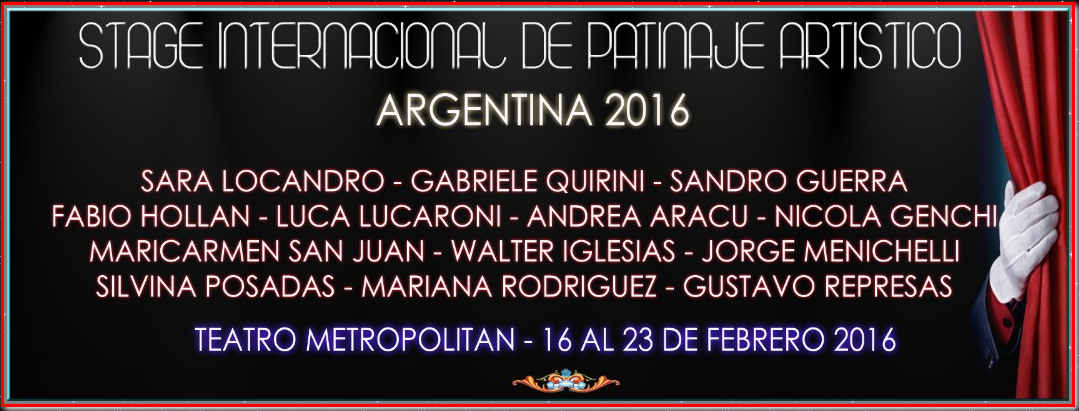 STAGE INTERNACIONAL DE PATINAJE ARTISTICO
ARGENTINA 2016
SARA LOCANDRO - GABRIELE QUIRINI - SANDRO GUERRA
FABIO HOLLAN - LUCA LUCARONI - ANDREA ARACU - NICOLA GENCHI
MARICARMEN SAN JUAN - WALTER IGLESIAS - JORGE MENICHELLI
SILVINA POSADAS - MARIANA RODRIGUEZ - GUSTAVO REPRESAS
TEATRO METROPOLITAN - 16 AL 23 DE FEBRERO 2016